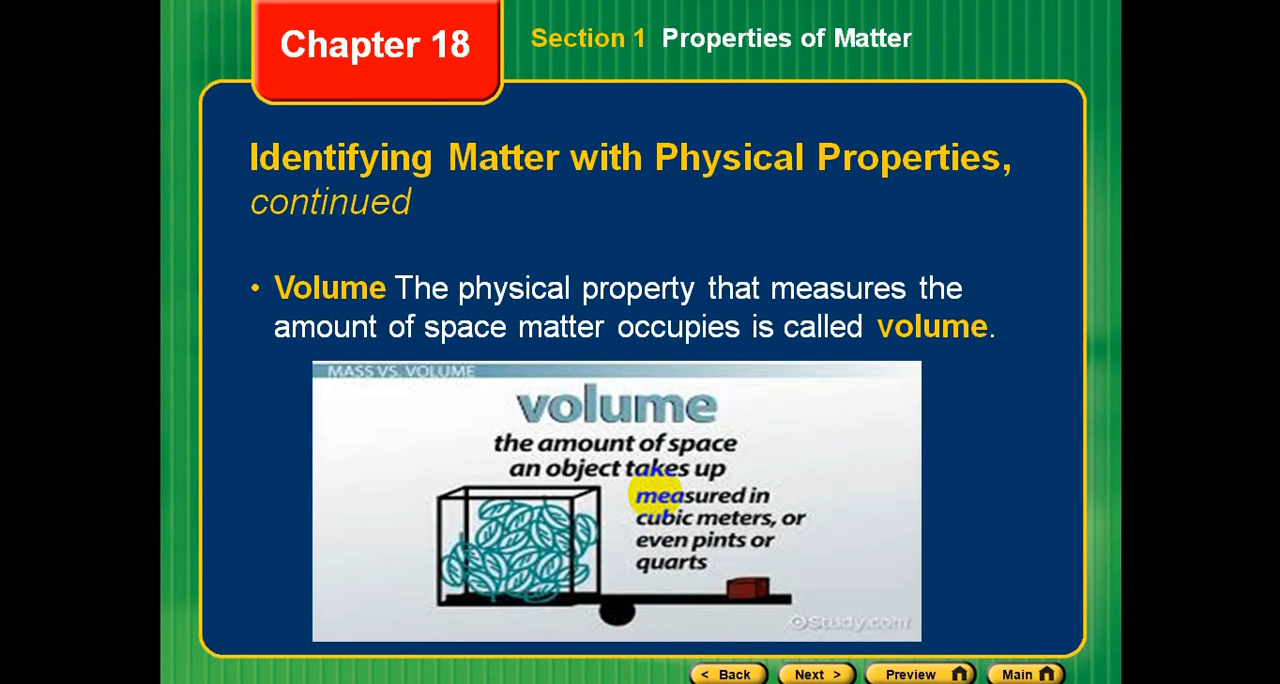 Chapter 18
Section 1 Properties of Matter
Identifying Matter with Physical Properties,
continued
• Volume The physical property that measures the
amount of space matter occupies is called volume.
MASS VS. VOLUME
volume
the amount of space
an object takes up
measured in
cubic meters, or
even pints or
quarts
Study.com
< Back
Next >
Preview
Main